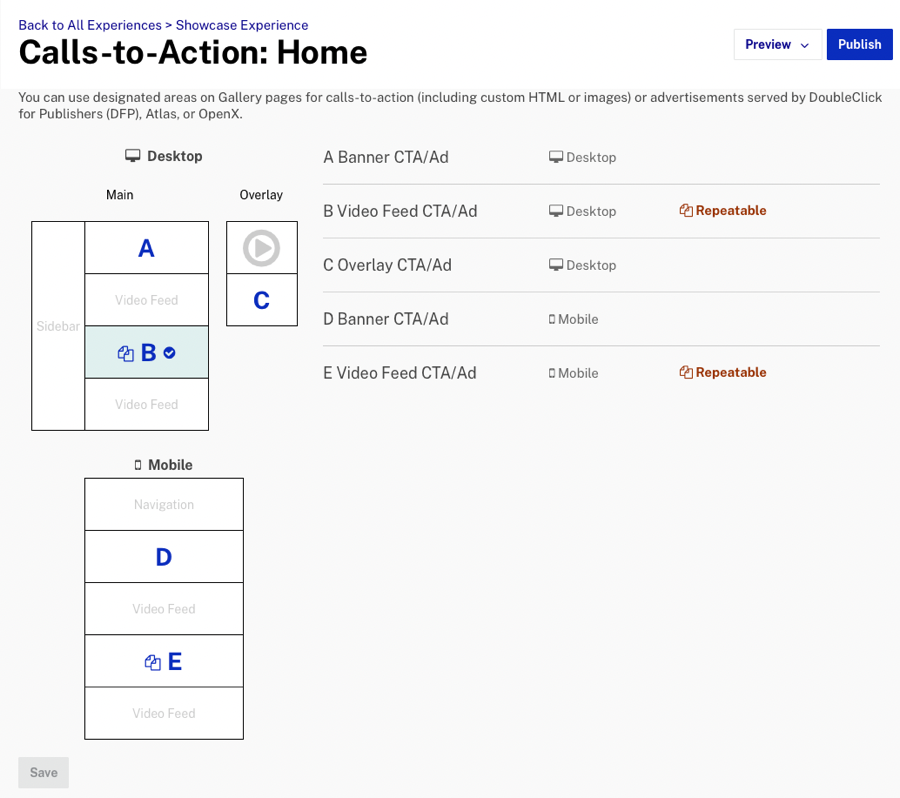 Back to All Experiences > Showcase Experience
Calls-to-Action: Home
Preview
Publish
You can use designated areas on Gallery pages for calls-to-action (including custom HTML or images) or advertisements served by DoubleClick
for Publishers (DFP), Atlas, or OpenX.
Desktop
Main
Overlay
Sidebar
A
Video Feed
B
Video Feed
C
Mobile
Navigation
D
Video Feed
E
Video Feed
A Banner CTA/Ad Desktop
B Video Feed CTA/Ad Desktop Repeatable
C Overlay CTA/Ad Desktop
D Banner CTA/Ad Mobile
E Video Feed CTA/Ad Mobile Repeatable
Save